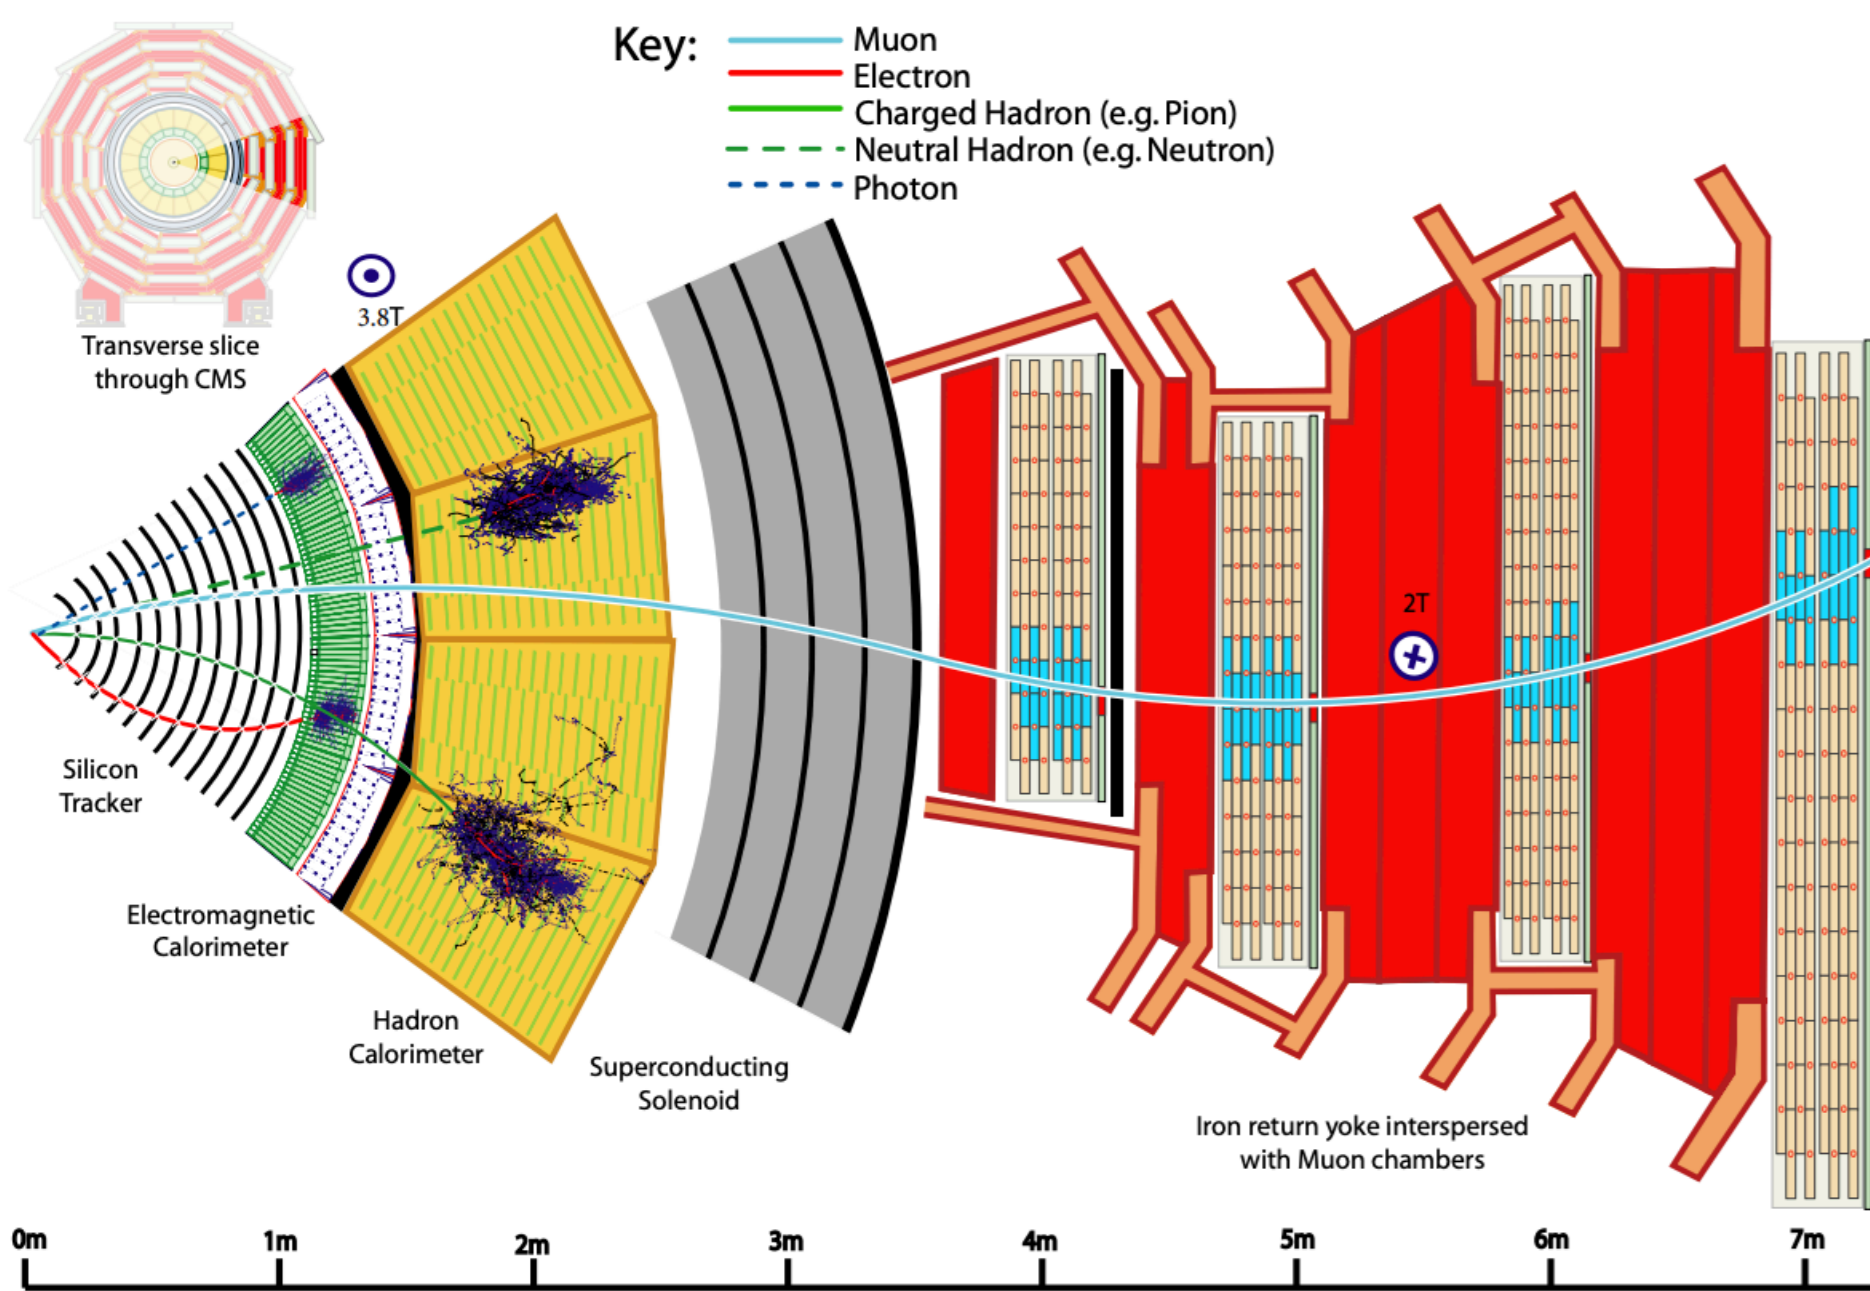 Key:
Muon
Electron
Charged Hadron (e.g. Pion)
Neutral Hadron (e.g. Neutron)
Photon
Transverse slice
through CMS
3.8T
2T
Silicon
Tracker
Electromagnetic
Calorimeter
Hadron
Calorimeter
Superconducting
Solenoid
Iron return yoke interspersed
with Muon chambers
0m 1m 2m 3m 4m 5m 6m 7m